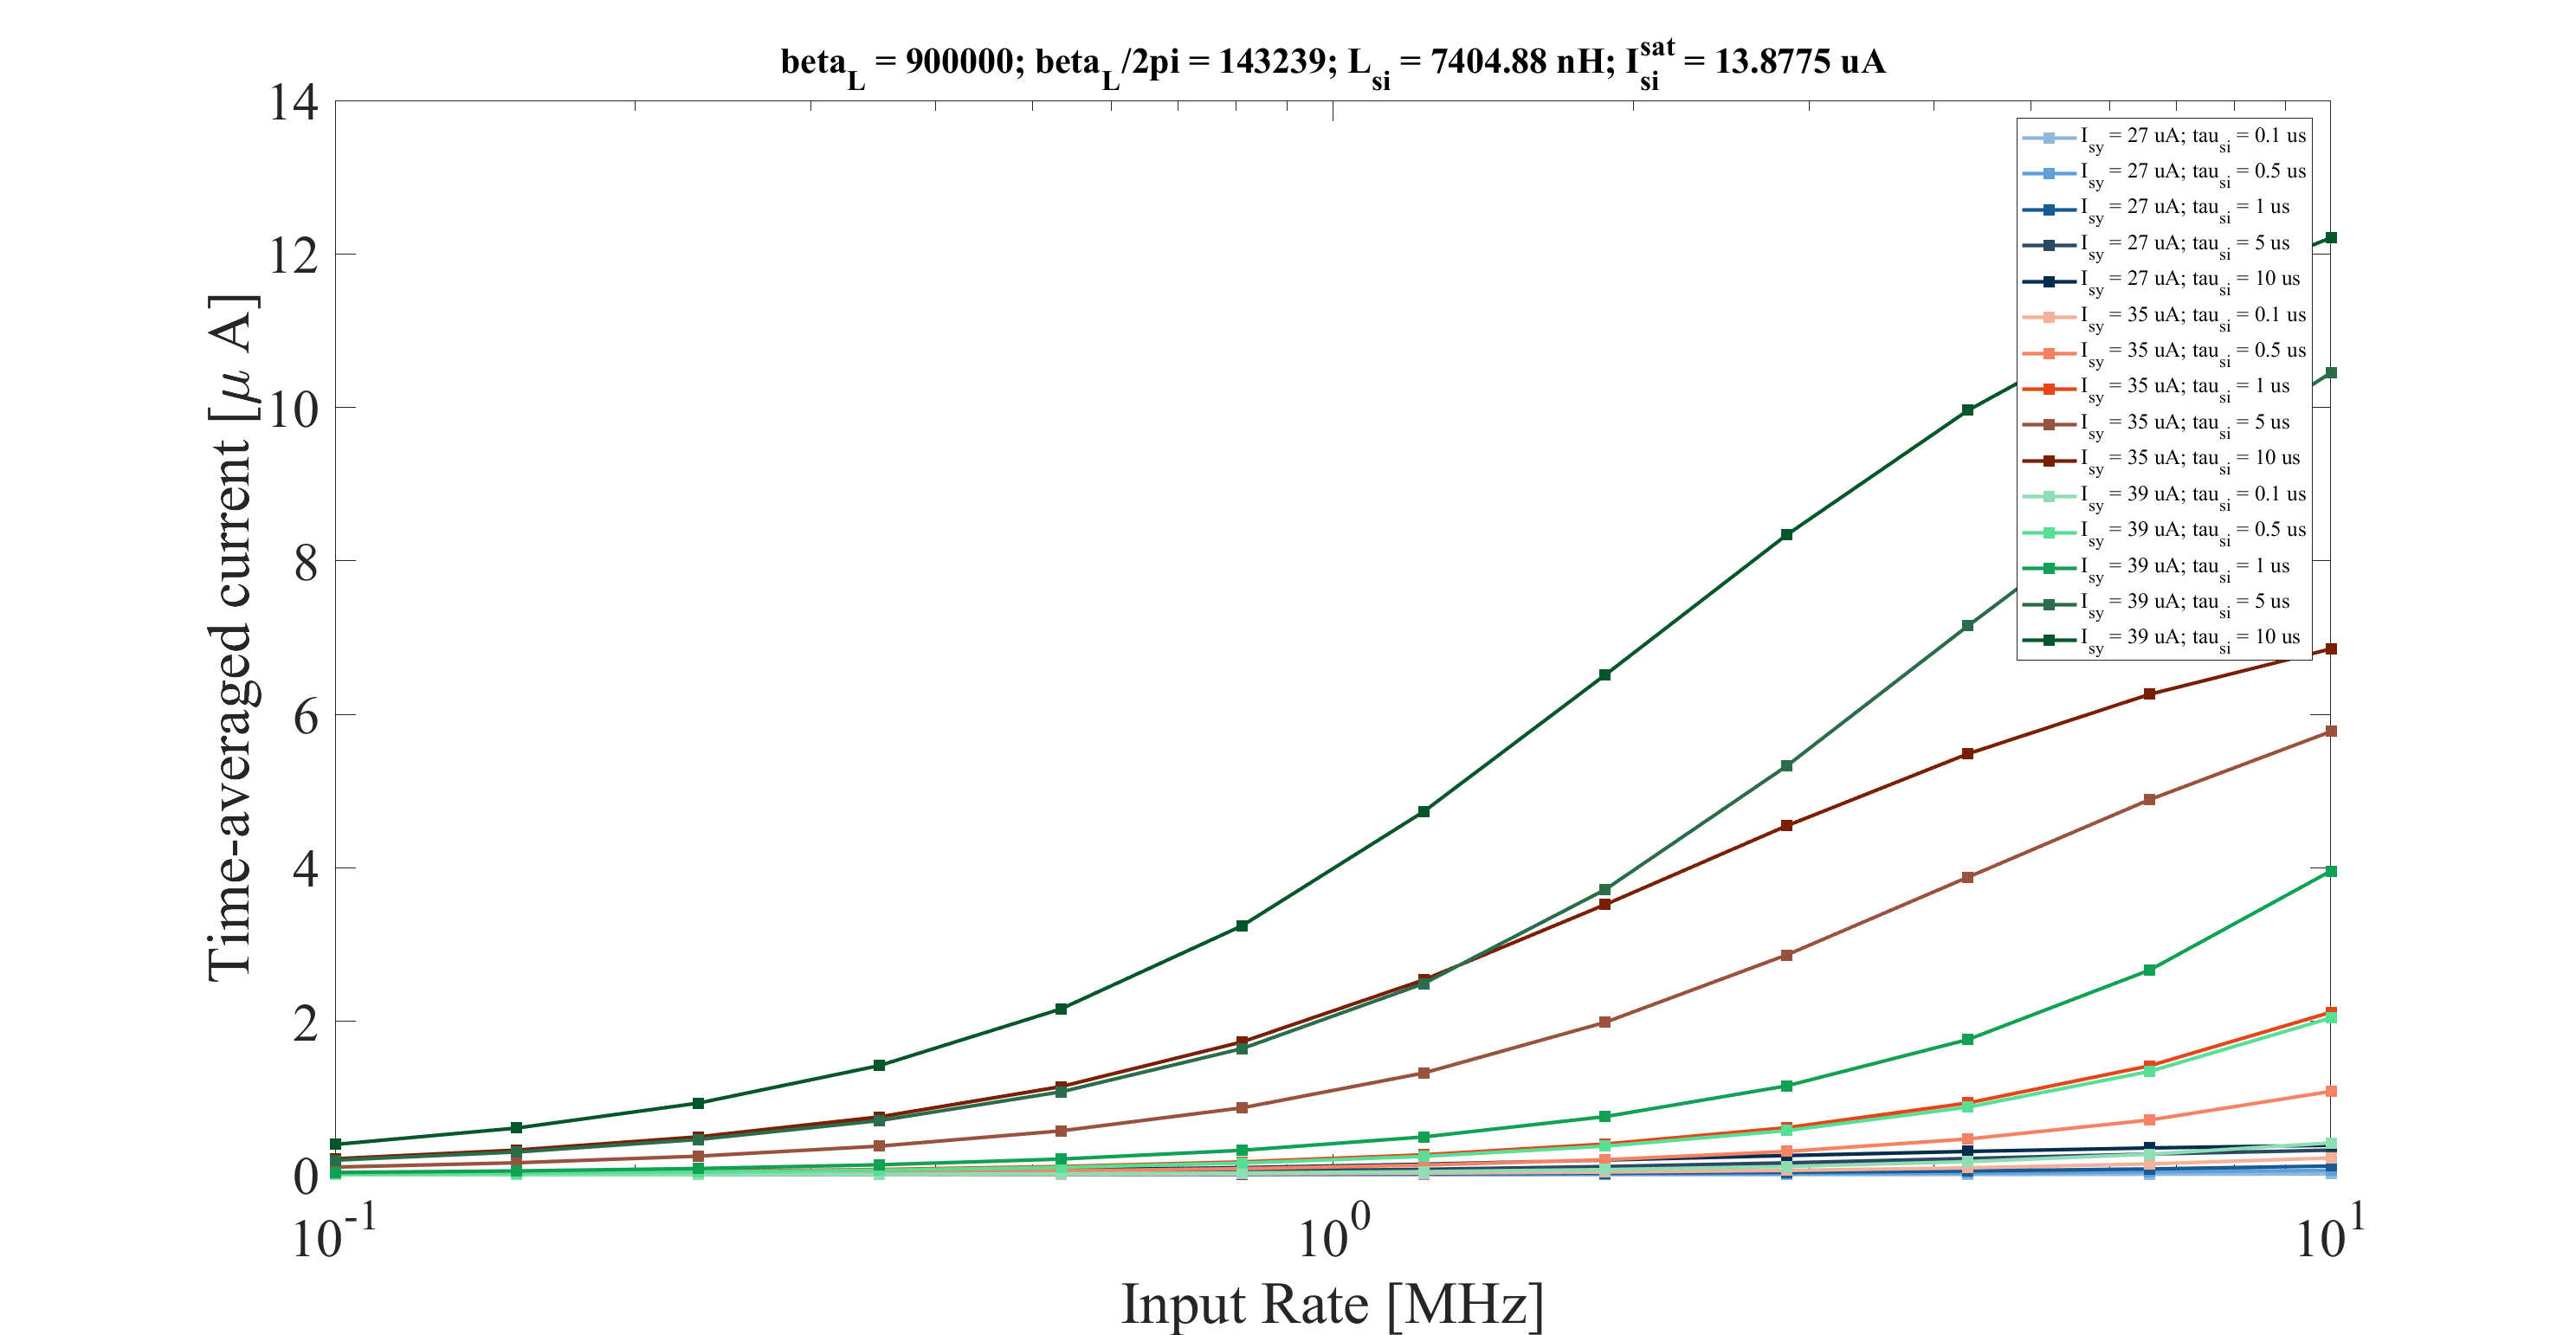 beta_L = 900000; beta_L/2pi = 143239; L_si = 7404.88 nH; I_si^sat = 13.8775 uA
14
12
10
8
6
4
2
0
Time-averaged current [μ A]
I_sy = 27 uA; tau_si = 0.1 us
I_sy = 27 uA; tau_si = 0.5 us
I_sy = 27 uA; tau_si = 1 us
I_sy = 27 uA; tau_si = 5 us
I_sy = 27 uA; tau_si = 10 us
I_sy = 35 uA; tau_si = 0.1 us
I_sy = 35 uA; tau_si = 0.5 us
I_sy = 35 uA; tau_si = 1 us
I_sy = 35 uA; tau_si = 5 us
I_sy = 35 uA; tau_si = 10 us
I_sy = 39 uA; tau_si = 0.1 us
I_sy = 39 uA; tau_si = 0.5 us
I_sy = 39 uA; tau_si = 1 us
I_sy = 39 uA; tau_si = 5 us
I_sy = 39 uA; tau_si = 10 us
10^-1
10^0
10^1
Input Rate [MHz]